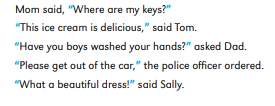 Mom said, “Where are my keys?”
“This ice cream is delicious,” said Tom.
“Have you boys washed your hands?” asked Dad.
“Please get out of the car,” the police officer ordered.
“What a beautiful dress!” said Sally.